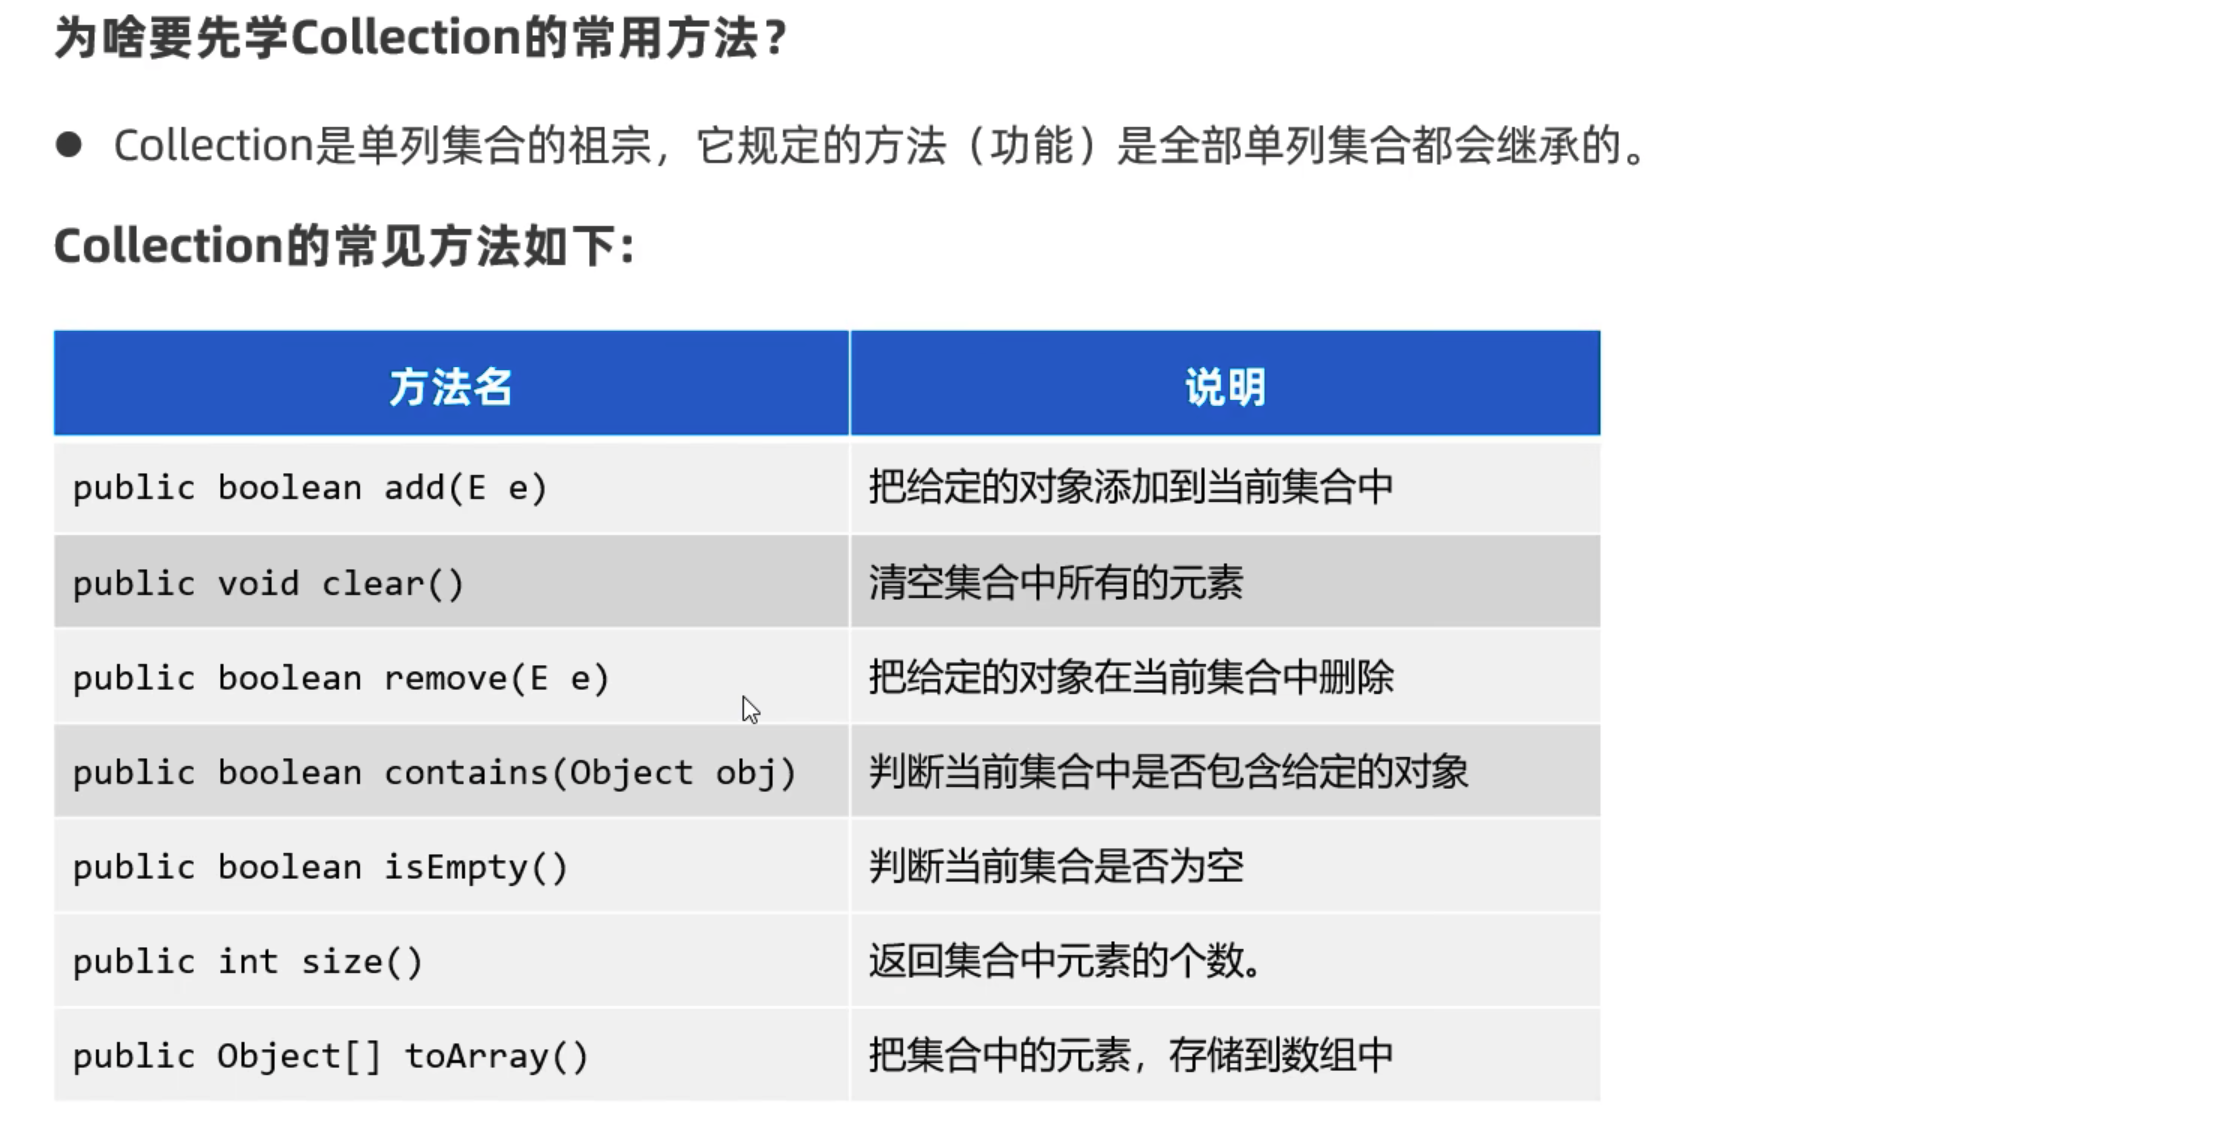 为啥要先学Collection的常用方法？
● Collection是单列集合的祖宗，它规定的方法（功能）是全部单列集合都会继承的。
Collection的常见方法如下：
方法名 说明
public boolean add(E e) 把给定的对象添加到当前集合中
public void clear() 清空集合中所有的元素
public boolean remove(E e) 把给定的对象在当前集合中删除
public boolean contains(Object obj) 判断当前集合中是否包含给定的对象
public boolean isEmpty() 判断当前集合是否为空
public int size() 返回集合中元素的个数。
public Object[] toArray() 把集合中的元素，存储到数组中